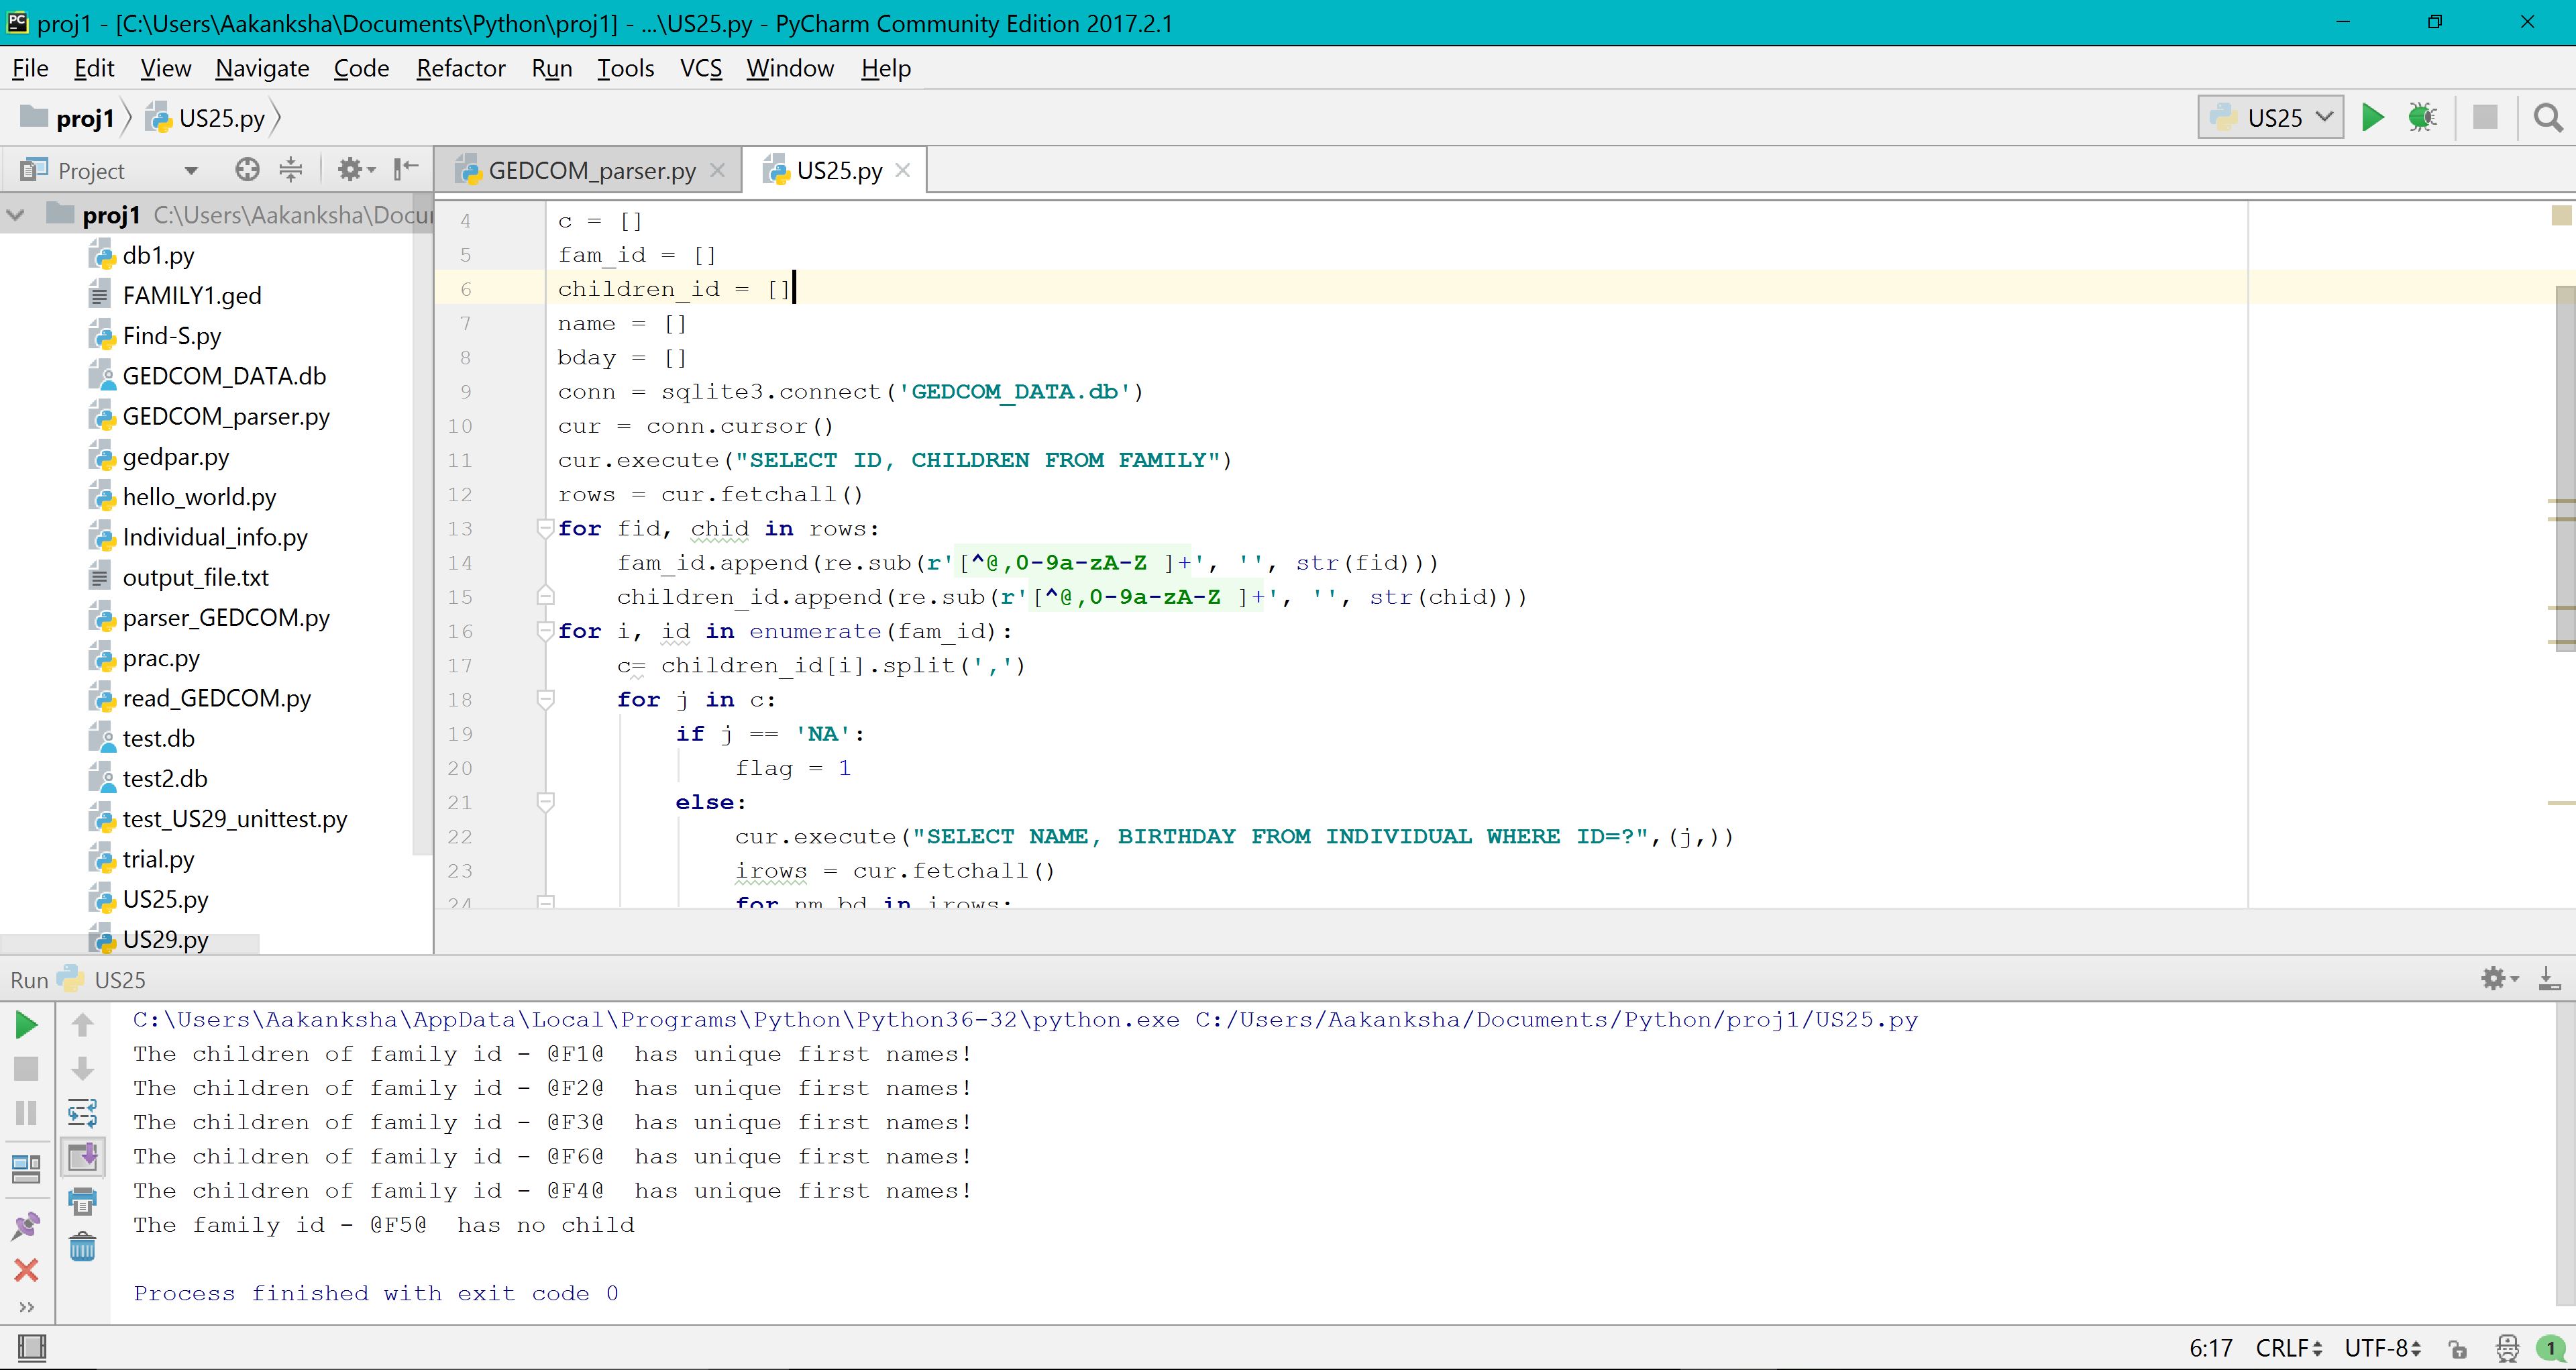 proj1 - [C:\Users\Aakanksha\Documents\Python\proj1] - ...\US25.py - PyCharm Community Edition 2017.2.1
File Edit View Navigate Code Refactor Run Tools VCS Window Help
proj1 US25.py US25
Project
GEDCOM_parser.py US25.py
proj1 C:\Users\Aakanksha\Docu
db1.py
FAMILY1.ged
Find-S.py
GEDCOM_DATA.db
GEDCOM_parser.py
gedpar.py
hello_world.py
Individual_info.py
output_file.txt
parser_GEDCOM.py
prac.py
read_GEDCOM.py
test.db
test2.db
test_US29_unittest.py
trial.py
US25.py
US29.py
4 c = []
5 fam_id = []
6 children_id = []
7 name = []
8 bday = []
9 conn = sqlite3.connect('GEDCOM_DATA.db')
10 cur = conn.cursor()
11 cur.execute("SELECT ID, CHILDREN FROM FAMILY")
12 rows = cur.fetchall()
13 for fid, chid in rows:
14 fam_id.append(re.sub(r'[^@,0-9a-zA-Z ]+', '', str(fid)))
15 children_id.append(re.sub(r'[^@,0-9a-zA-Z ]+', '', str(chid)))
16 for i, id in enumerate(fam_id):
17 c= children_id[i].split(',')
18 for j in c:
19 if j == 'NA':
20 flag = 1
21 else:
22 cur.execute("SELECT NAME, BIRTHDAY FROM INDIVIDUAL WHERE ID=?",(j,))
23 irows = cur.fetchall()
24 for nm,bd in irows:
Run US25
C:\Users\Aakanksha\AppData\Local\Programs\Python\Python36-32\python.exe C:/Users/Aakanksha/Documents/Python/proj1/US25.py
The children of family id - @F1@  has unique first names!
The children of family id - @F2@  has unique first names!
The children of family id - @F3@  has unique first names!
The children of family id - @F6@  has unique first names!
The children of family id - @F4@  has unique first names!
The family id - @F5@  has no child
Process finished with exit code 0
6:17 CRLF UTF-8 1